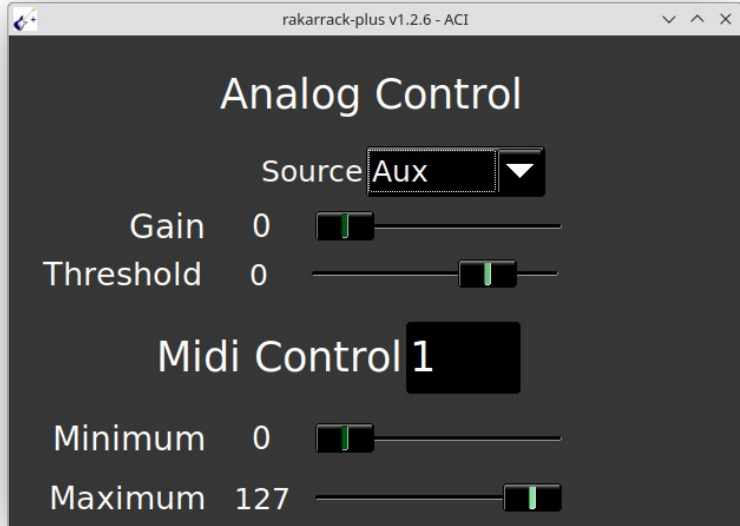 rakarrack-plus v1.2.6 - ACI
Analog Control
Source Aux
Gain 0
Threshold 0
Midi Control 1
Minimum 0
Maximum 127